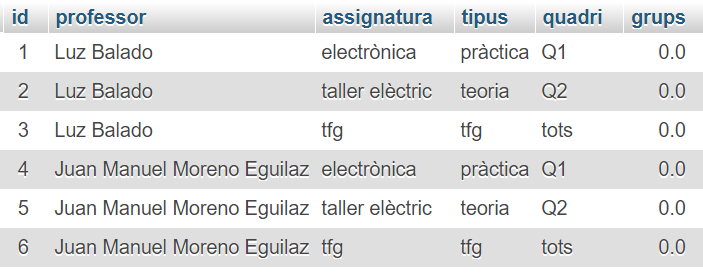 id professor assignatura tipus quadri grups
1 Luz Balado electrònica pràctica Q1 0.0
2 Luz Balado taller elèctric teoria Q2 0.0
3 Luz Balado tfg tfg tots 0.0
4 Juan Manuel Moreno Eguilaz electrònica pràctica Q1 0.0
5 Juan Manuel Moreno Eguilaz taller elèctric teoria Q2 0.0
6 Juan Manuel Moreno Eguilaz tfg tfg tots 0.0